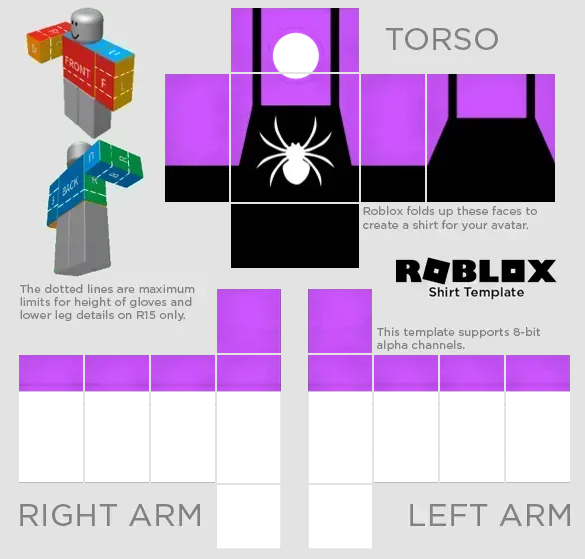 TORSO
FRONT
F
L
U
BACK
R
B
Roblox folds up these faces to
create a shirt for your avatar.
ROBLOX
Shirt Template
The dotted lines are maximum
limits for height of gloves and
lower leg details on R15 only.
This template supports 8-bit
alpha channels.
RIGHT ARM
LEFT ARM